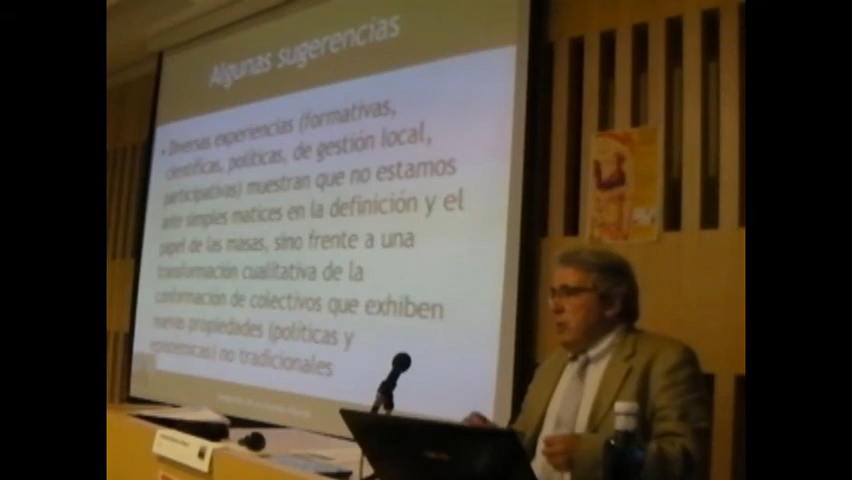 Algunas sugerencias
• Diversas experiencias (formativas,
científicas, políticas, de gestión local,
participativas) muestran que no estamos
ante simples matices en la definición y el
papel de las masas, sino frente a una
transformación cualitativa de la
conformación de colectivos que exhiben
nuevas propiedades (políticas y
epistémicas) no tradicionales